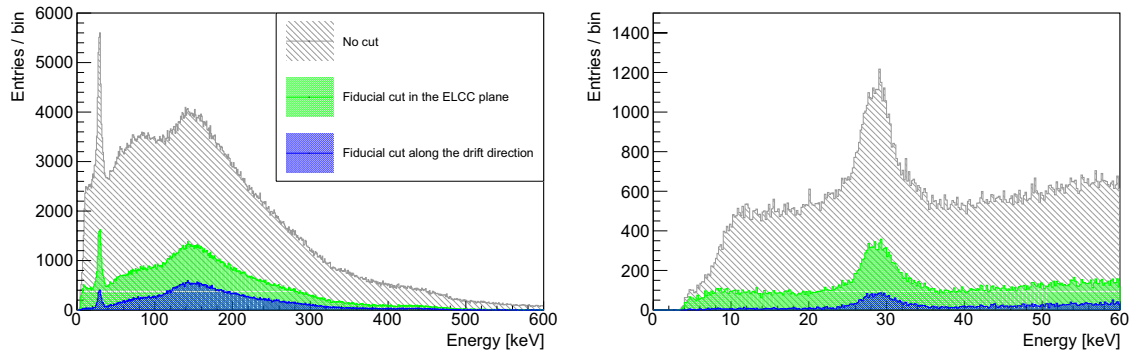 Entries / bin
6000
5000
4000
3000
2000
1000
0
0 100 200 300 400 500 600
Energy [keV]
No cut
Fiducial cut in the ELCC plane
Fiducial cut along the drift direction
Entries / bin
1400
1200
1000
800
600
400
200
0
0 10 20 30 40 50 60
Energy [keV]